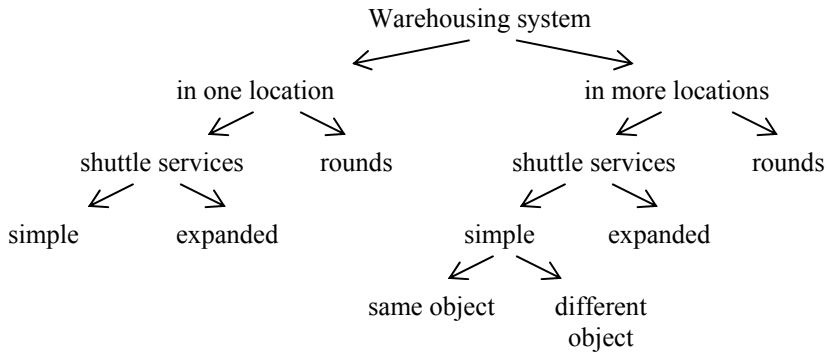 Warehousing system
in one location
in more locations
shuttle services
rounds
shuttle services
rounds
simple
expanded
simple
expanded
same object
different
object